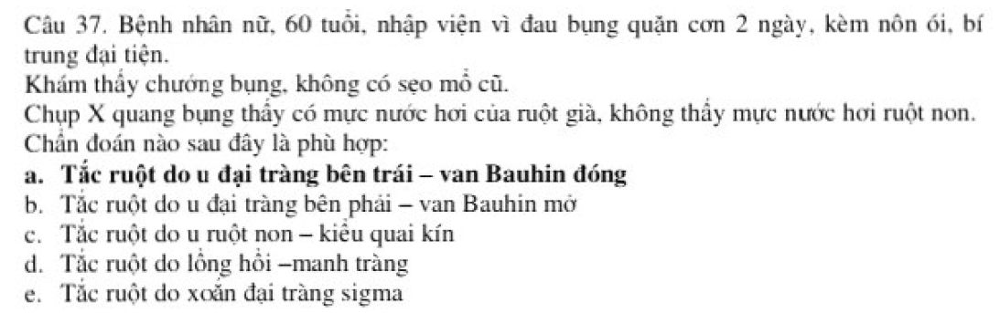 Câu 37. Bệnh nhân nữ, 60 tuổi, nhập viện vì đau bụng quặn cơn 2 ngày, kèm nôn ói, bí
trung đại tiện.
Khám thấy chướng bụng, không có sẹo mổ cũ.
Chụp X quang bụng thấy có mực nước hơi của ruột già, không thấy mực nước hơi ruột non.
Chẩn đoán nào sau đây là phù hợp:
a. Tắc ruột do u đại tràng bên trái – van Bauhin đóng
b. Tắc ruột do u đại tràng bên phải – van Bauhin mở
c. Tắc ruột do u ruột non – kiểu quai kín
d. Tắc ruột do lồng hồi –manh tràng
e. Tắc ruột do xoắn đại tràng sigma